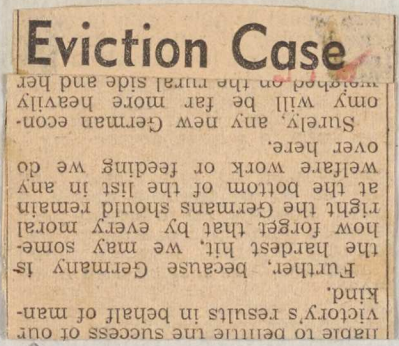 Eviction Case
liable to belittle the success of our
victory's results in behalf of man-
kind.
Further, because Germany is
the hardest hit, we may some-
how forget that by every moral
right the Germans should remain
at the bottom of the list in any
welfare work or feeding we do
over here.
Surely, any new German econ-
omy will be far more heavily
weighed on the rural side and her